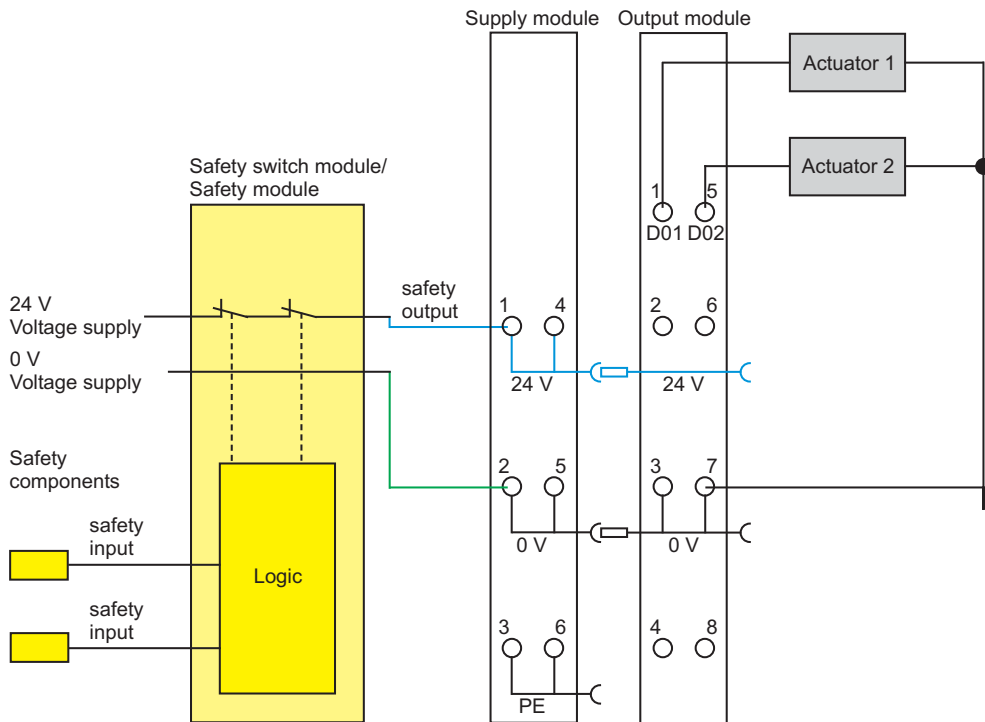 Supply module
Output module
Actuator 1
Actuator 2
Safety switch module/
Safety module
1
5
D01
D02
24 V
Voltage supply
safety
output
1
4
2
6
0 V
Voltage supply
24 V
24 V
Safety
components
2
5
3
7
safety
input
0 V
0 V
Logic
safety
input
3
6
4
8
PE